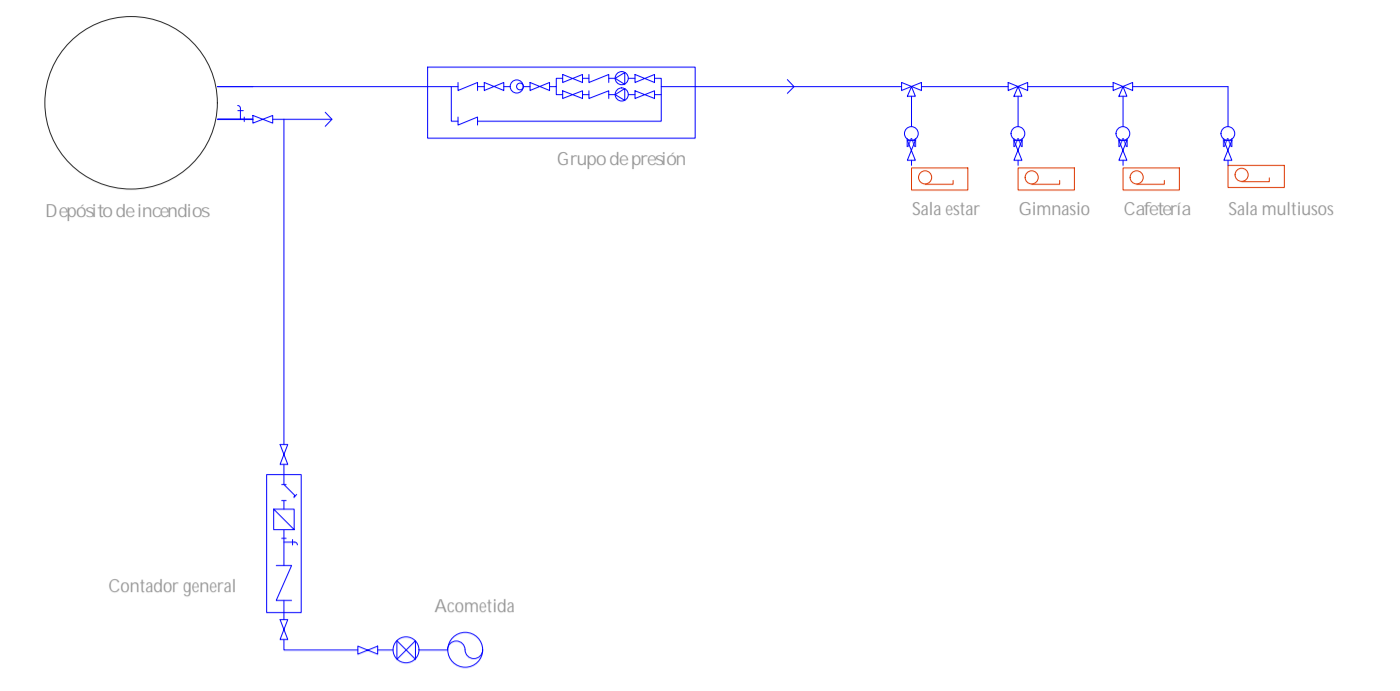 Grupo de presión
Depósito de incendios
Sala estar
Gimnasio
Cafetería
Sala multiusos
Contador general
Acometida